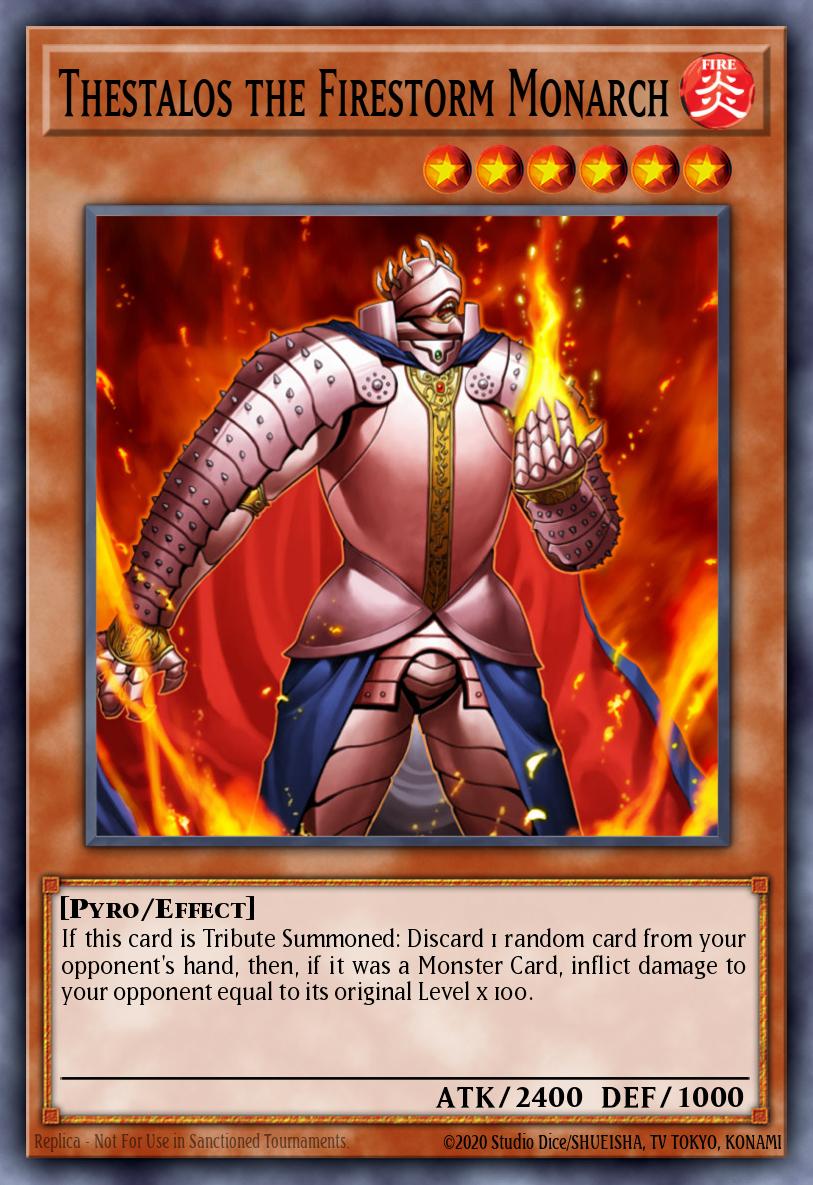 Thestalos the Firestorm Monarch
FIRE
炎
[Pyro/Effect]
If this card is Tribute Summoned: Discard 1 random card from your
opponent's hand, then, if it was a Monster Card, inflict damage to
your opponent equal to its original Level x 100.
ATK/2400 DEF/1000
Replica - Not For Use in Sanctioned Tournaments.
©2020 Studio Dice/SHUEISHA, TV TOKYO, KONAMI